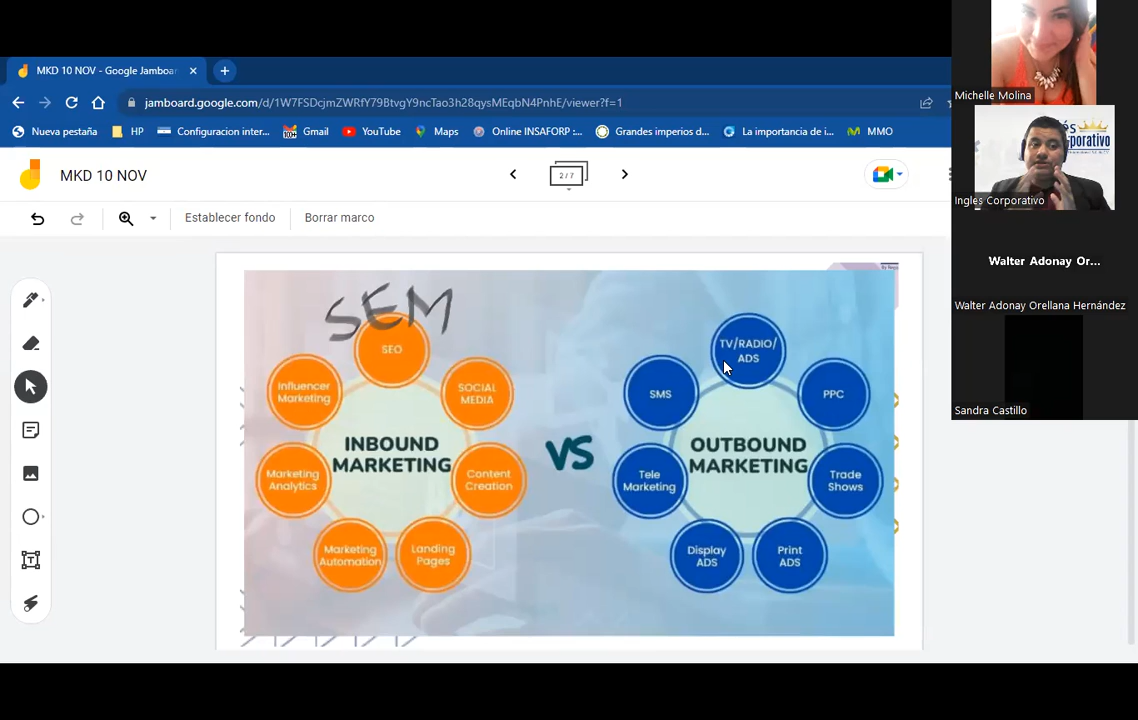 MKD 10 NOV - Google Jamboar
jamboard.google.com/d/1W7FSDcjmZWRfY79BtvgY9ncTao3h28qysMEqbN4PnhE/viewer?f=1
Nueva pestaña
HP
Configuracion inter...
100+
Gmail
YouTube
Maps
Online INSAFORP :...
Grandes imperios d...
La importancia de i...
MMO
MKD 10 NOV
2 / 7
Establecer fondo
Borrar marco
SEM
SEO
Influencer
Marketing
SOCIAL
MEDIA
INBOUND
MARKETING
Marketing
Analytics
Content
Creation
Marketing
Automation
Landing
Pages
VS
TV/RADIO/
ADS
SMS
PPC
OUTBOUND
MARKETING
Tele
Marketing
Trade
Shows
Display
ADS
Print
ADS
Michelle Molina
Ingles Corporativo
Walter Adonay Or...
Walter Adonay Orellana Hernández
Sandra Castillo